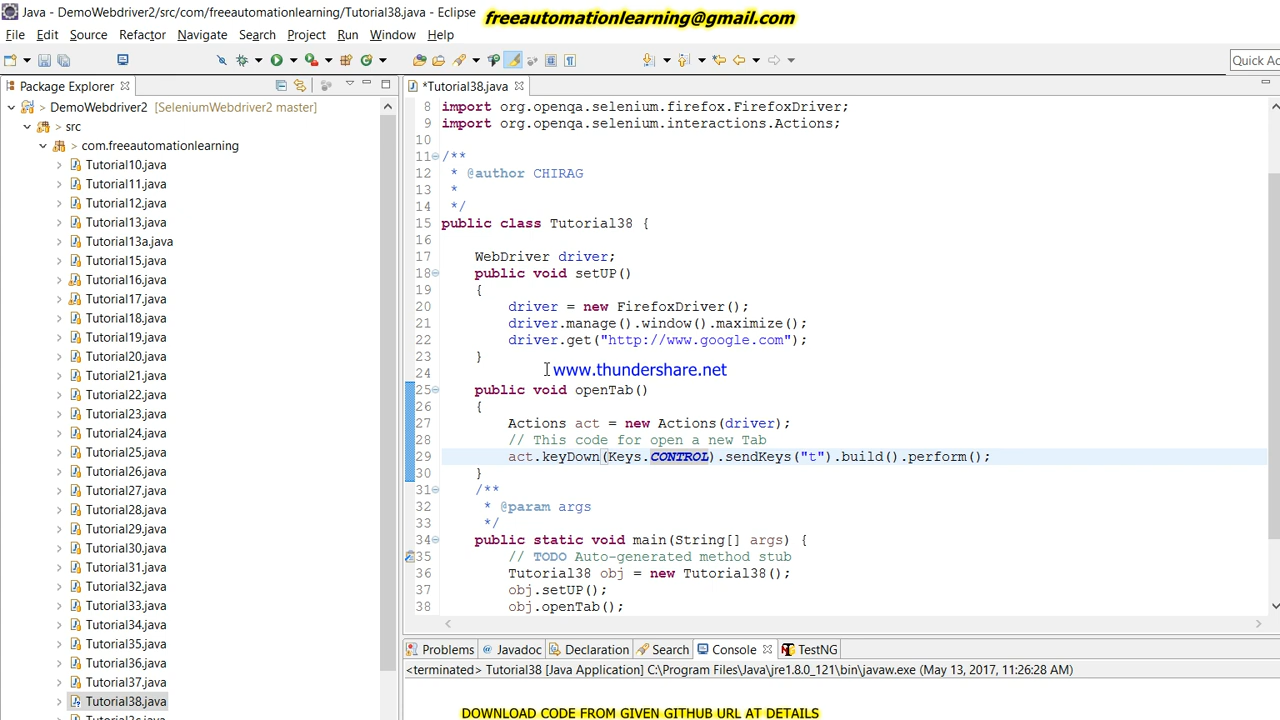 Java - DemoWebdriver2/src/com/freeautomationlearning/Tutorial38.java - Eclipse
freeautomationlearning@gmail.com
File Edit Source Refactor Navigate Search Project Run Window Help
Quick Ac
Package Explorer
DemoWebdriver2 [SeleniumWebdriver2 master]
src
com.freeautomationlearning
Tutorial10.java
Tutorial11.java
Tutorial12.java
Tutorial13.java
Tutorial13a.java
Tutorial15.java
Tutorial16.java
Tutorial17.java
Tutorial18.java
Tutorial19.java
Tutorial20.java
Tutorial21.java
Tutorial22.java
Tutorial23.java
Tutorial24.java
Tutorial25.java
Tutorial26.java
Tutorial27.java
Tutorial28.java
Tutorial29.java
Tutorial30.java
Tutorial31.java
Tutorial32.java
Tutorial33.java
Tutorial34.java
Tutorial35.java
Tutorial36.java
Tutorial37.java
Tutorial38.java
*Tutorial38.java
8 import org.openqa.selenium.firefox.FirefoxDriver;
9 import org.openqa.selenium.interactions.Actions;
10
11 /**
12 * @author CHIRAG
13 *
14 */
15 public class Tutorial38 {
16
17 WebDriver driver;
18 public void setUP()
19 {
20 driver = new FirefoxDriver();
21 driver.manage().window().maximize();
22 driver.get("http://www.google.com");
23 }
24 www.thundershare.net
25 public void openTab()
26 {
27 Actions act = new Actions(driver);
28 // This code for open a new Tab
29 act.keyDown(Keys.CONTROL).sendKeys("t").build().perform();
30 }
31 /**
32 * @param args
33 */
34 public static void main(String[] args) {
35 // TODO Auto-generated method stub
36 Tutorial38 obj = new Tutorial38();
37 obj.setUP();
38 obj.openTab();
Problems @ Javadoc Declaration Search Console TestNG
<terminated> Tutorial38 [Java Application] C:\Program Files\Java\jre1.8.0_121\bin\javaw.exe (May 13, 2017, 11:26:28 AM)
DOWNLOAD CODE FROM GIVEN GITHUB URL AT DETAILS